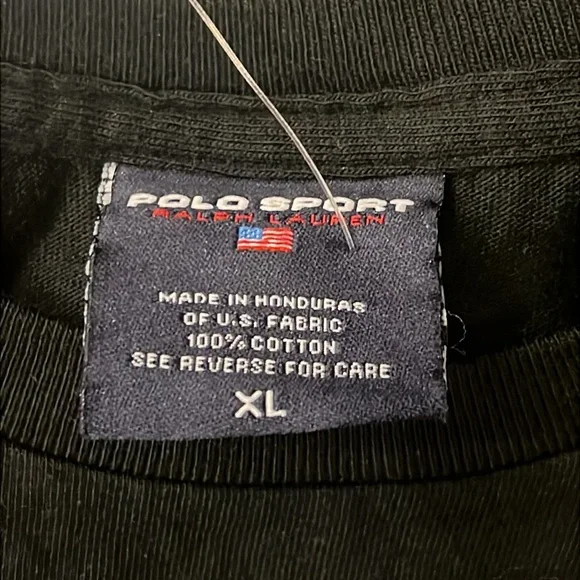 POLO SPORT
RALPH LAUREN
MADE IN HONDURAS
OF U.S. FABRIC
100% COTTON
SEE REVERSE FOR CARE
XL